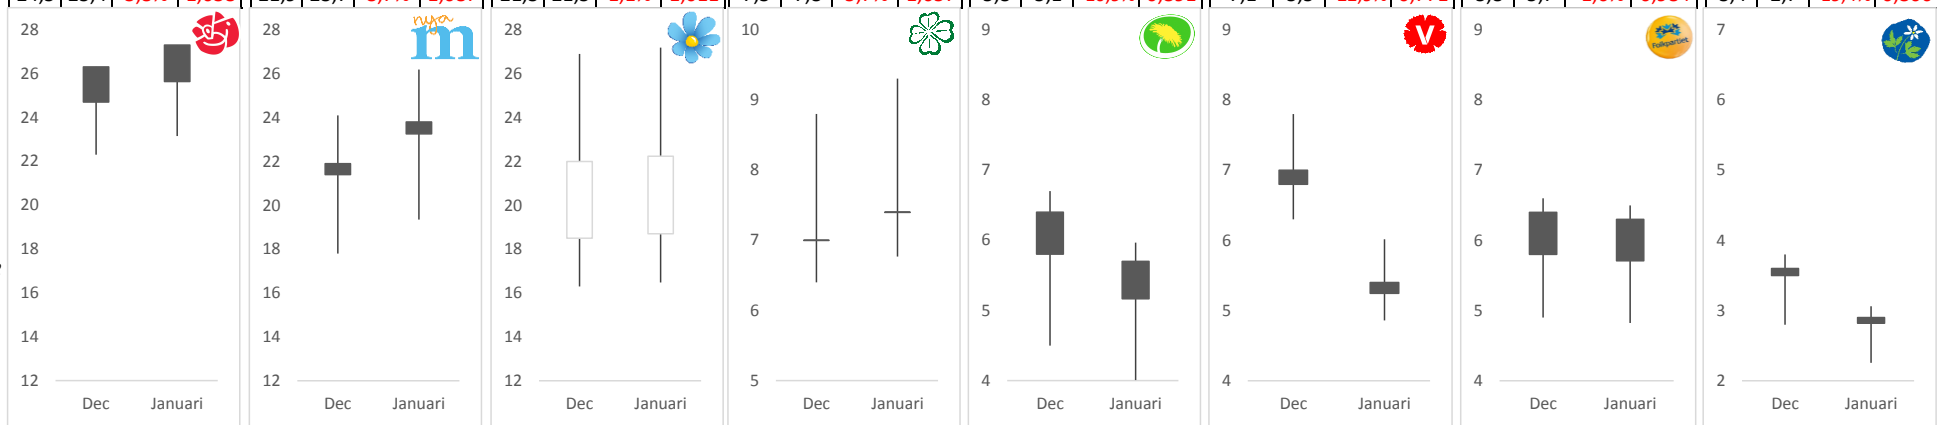 28 26 24 22 20 18 16 14 12 Dec Januari
nya m
28 26 24 22 20 18 16 14 12 Dec Januari
28 26 24 22 20 18 16 14 12 Dec Januari
10 9 8 7 6 5 Dec Januari
9 8 7 6 5 4 Dec Januari
V
9 8 7 6 5 4 Dec Januari
Folkpartiet
9 8 7 6 5 4 Dec Januari
7 6 5 4 3 2 Dec Januari